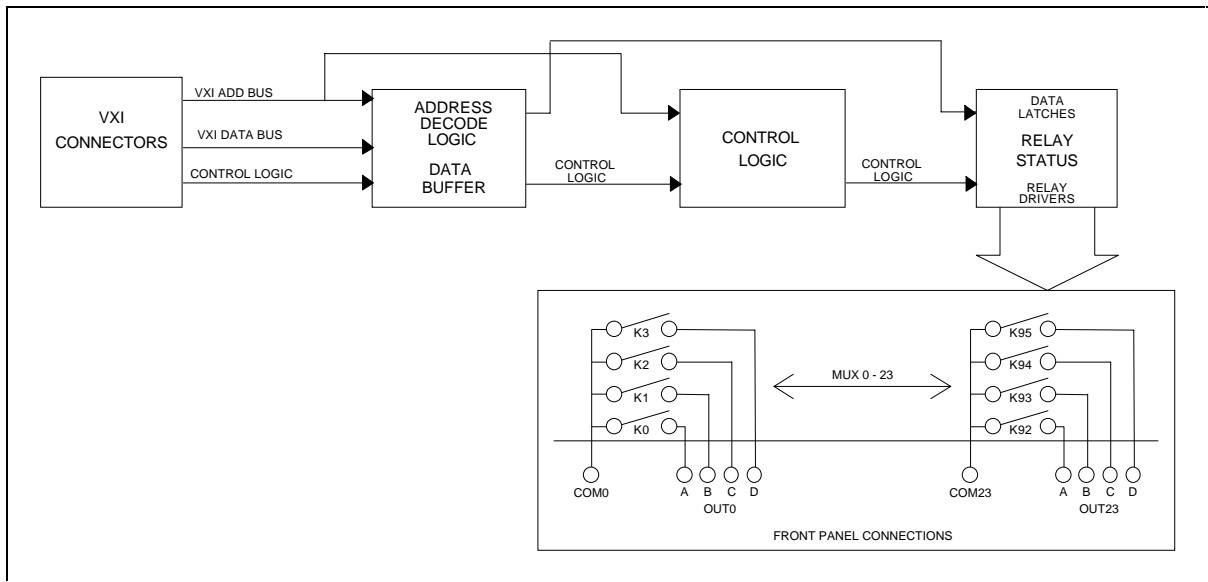 VXI
CONNECTORS
VXI ADD BUS
VXI DATA BUS
CONTROL LOGIC
ADDRESS
DECODE
LOGIC
DATA
BUFFER
CONTROL
LOGIC
CONTROL
LOGIC
CONTROL
LOGIC
DATA
LATCHES
RELAY
STATUS
RELAY
DRIVERS
K3
K2
K1
K0
MUX 0 - 23
K95
K94
K93
K92
COM0
A B C D
OUT0
COM23
A B C D
OUT23
FRONT PANEL CONNECTIONS